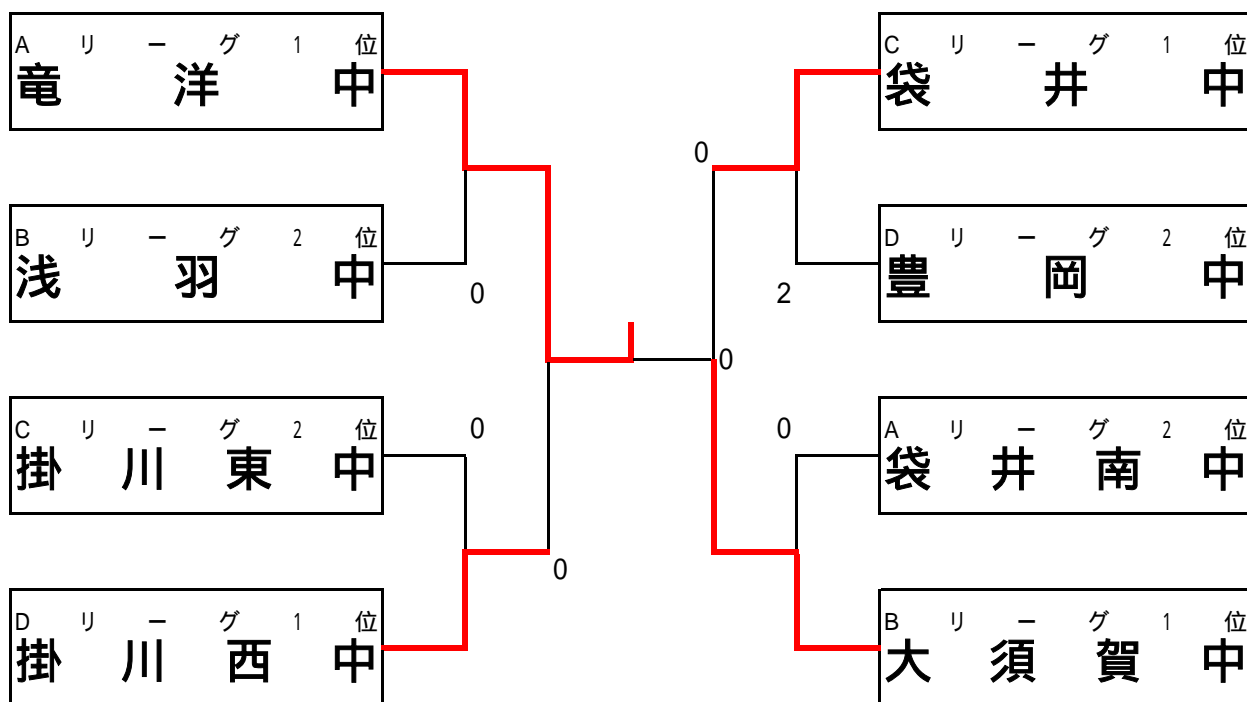 Aリーグ1位
竜洋中
Bリーグ2位
浅羽中
0
Cリーグ2位
掛川東中
0
Dリーグ1位
掛川西中
0
0
Cリーグ1位
袋井中
0
Dリーグ2位
豊岡中
2
Aリーグ2位
袋井南中
0
Bリーグ1位
大須賀中